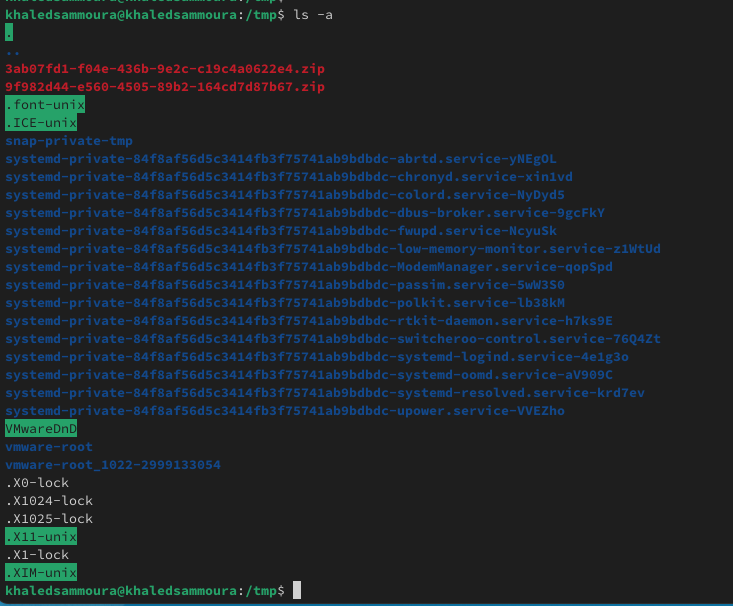 khaledsammoura@khaledsammoura:/tmp$ ls -a
.
..
3ab07fd1-f04e-436b-9e2c-c19c4a0622e4.zip
9f982d44-e560-4505-89b2-164cd7d87b67.zip
.font-unix
.ICE-unix
snap-private-tmp
systemd-private-84f8af56d5c3414fb3f75741ab9bdbdc-abrtd.service-yNEgOL
systemd-private-84f8af56d5c3414fb3f75741ab9bdbdc-chronyd.service-xin1vd
systemd-private-84f8af56d5c3414fb3f75741ab9bdbdc-colord.service-NyDyd5
systemd-private-84f8af56d5c3414fb3f75741ab9bdbdc-dbus-broker.service-9gcFkY
systemd-private-84f8af56d5c3414fb3f75741ab9bdbdc-fwupd.service-NcyuSk
systemd-private-84f8af56d5c3414fb3f75741ab9bdbdc-low-memory-monitor.service-z1WtUd
systemd-private-84f8af56d5c3414fb3f75741ab9bdbdc-ModemManager.service-qopSpd
systemd-private-84f8af56d5c3414fb3f75741ab9bdbdc-passim.service-5wW3S0
systemd-private-84f8af56d5c3414fb3f75741ab9bdbdc-polkit.service-lb38kM
systemd-private-84f8af56d5c3414fb3f75741ab9bdbdc-rtkit-daemon.service-h7ks9E
systemd-private-84f8af56d5c3414fb3f75741ab9bdbdc-switcheroo-control.service-76Q4Zt
systemd-private-84f8af56d5c3414fb3f75741ab9bdbdc-systemd-logind.service-4e1g3o
systemd-private-84f8af56d5c3414fb3f75741ab9bdbdc-systemd-oomd.service-aV909C
systemd-private-84f8af56d5c3414fb3f75741ab9bdbdc-systemd-resolved.service-krd7ev
systemd-private-84f8af56d5c3414fb3f75741ab9bdbdc-upower.service-VVEZho
VMwareDnD
vmware-root
vmware-root_1022-2999133054
.X0-lock
.X1024-lock
.X1025-lock
.X11-unix
.X1-lock
.XIM-unix
khaledsammoura@khaledsammoura:/tmp$